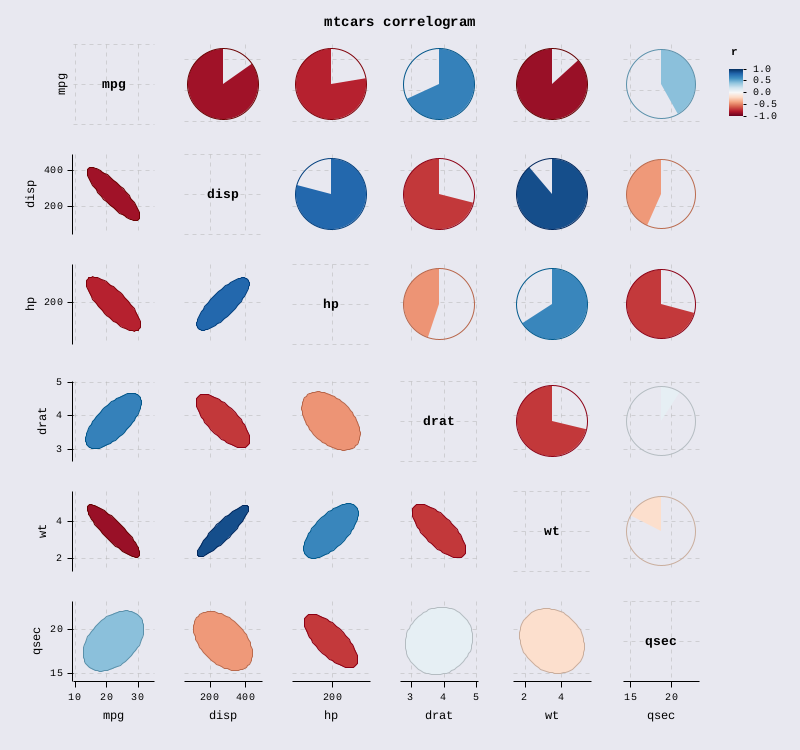 mtcars correlogram
mpg
mpg
r
1.0
0.5
0.0
-0.5
-1.0
disp
400
200
disp
hp
200
hp
drat
5
4
3
drat
wt
4
2
wt
qsec
20
15
qsec
10 20 30 200 400 200 3 4 5 2 4 15 20
mpg disp hp drat wt qsec